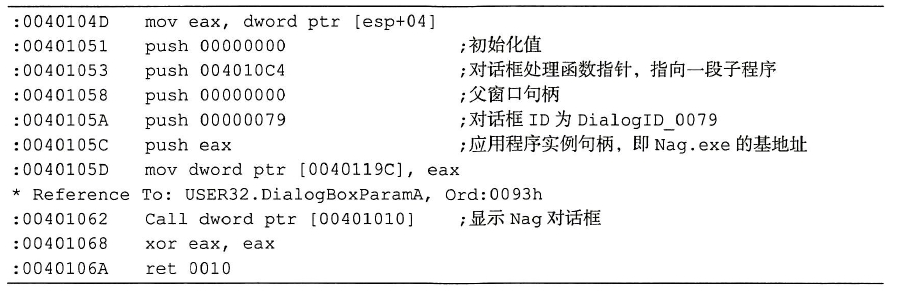 :0040104D mov eax, dword ptr [esp+04]
:00401051 push 00000000 ;初始化值
:00401053 push 004010C4 ;对话框处理函数指针，指向一段子程序
:00401058 push 00000000 ;父窗口句柄
:0040105A push 00000079 ;对话框 ID 为 DialogID_0079
:0040105C push eax ;应用程序实例句柄，即 Nag.exe 的基地址
:0040105D mov dword ptr [0040119C], eax
* Reference To: USER32.DialogBoxParamA, Ord:0093h
:00401062 Call dword ptr [00401010] ;显示 Nag 对话框
:00401068 xor eax, eax
:0040106A ret 0010